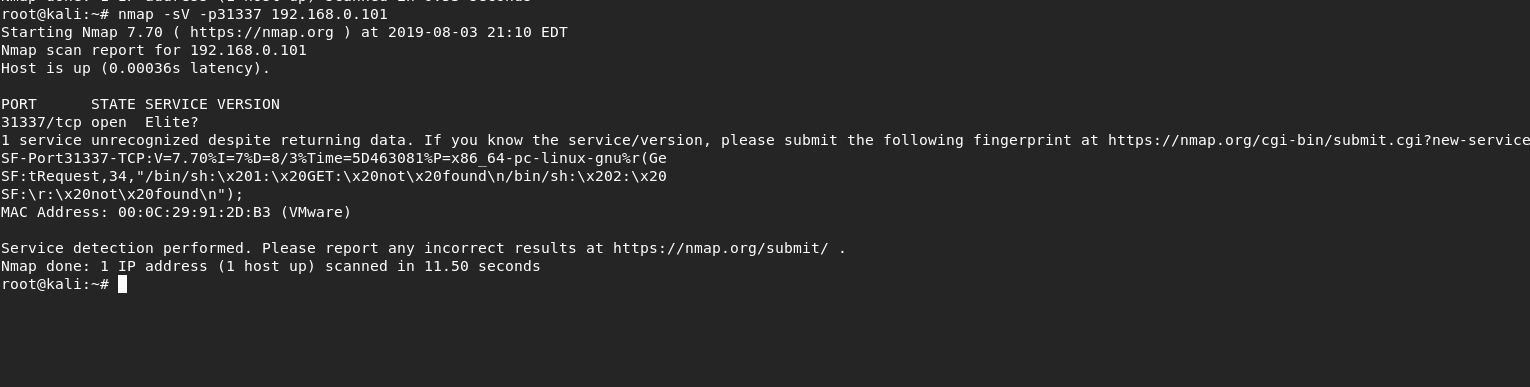 root@kali:~# nmap -sV -p31337 192.168.0.101
Starting Nmap 7.70 ( https://nmap.org ) at 2019-08-03 21:10 EDT
Nmap scan report for 192.168.0.101
Host is up (0.00036s latency).
PORT      STATE SERVICE VERSION
31337/tcp open  Elite?
1 service unrecognized despite returning data. If you know the service/version, please submit the following fingerprint at https://nmap.org/cgi-bin/submit.cgi?new-service
SF-Port31337-TCP:V=7.70%I=7%D=8/3%Time=5D463081%P=x86_64-pc-linux-gnu%r(Ge
SF:tRequest,34,"/bin/sh:\x201:\x20GET:\x20not\x20found\n/bin/sh:\x202:\x20
SF:\r:\x20not\x20found\n");
MAC Address: 00:0C:29:91:2D:B3 (VMware)
Service detection performed. Please report any incorrect results at https://nmap.org/submit/ .
Nmap done: 1 IP address (1 host up) scanned in 11.50 seconds
root@kali:~#